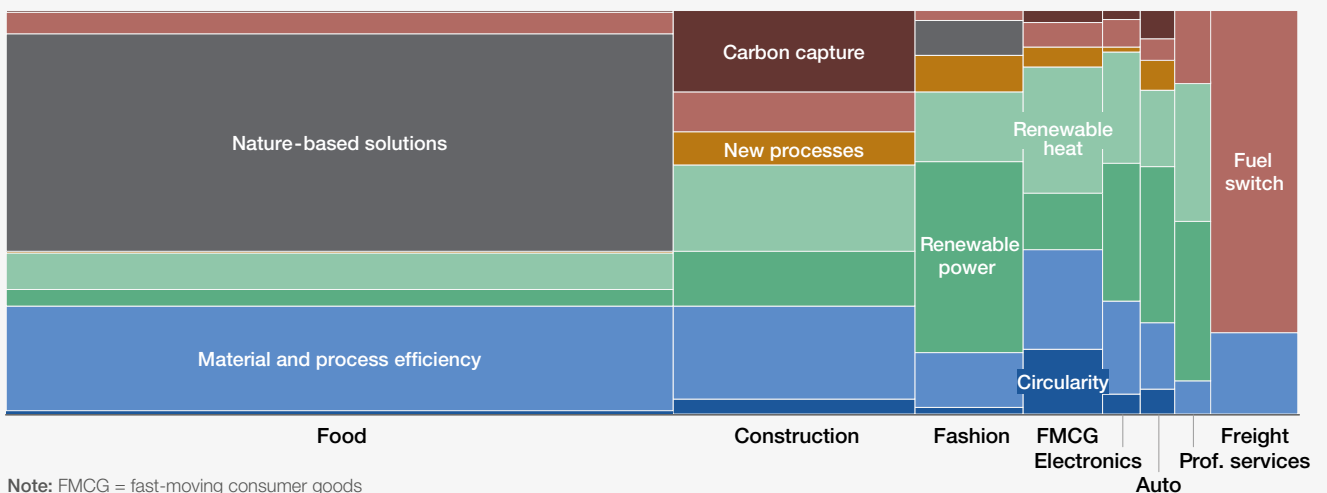 Carbon capture
Nature-based solutions
New processes
Renewable
heat
Fuel
switch
Renewable
power
Material and process efficiency
Circularity
Food
Construction
Fashion
FMCG
Freight
Electronics
Prof. services
Auto
Note: FMCG = fast-moving consumer goods